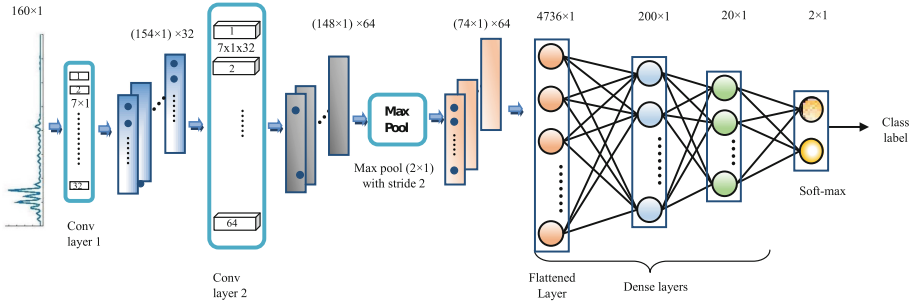 160×1
(154×1) ×32
(148×1) ×64
(74×1) ×64
4736×1
200×1
20×1
2×1
1
2
7×1
32
Conv
layer 1
1
7x1x32
2
64
Conv
layer 2
Max
Pool
Max pool (2×1)
with stride 2
Flattened
Layer
Dense layers
Soft-max
Class
label